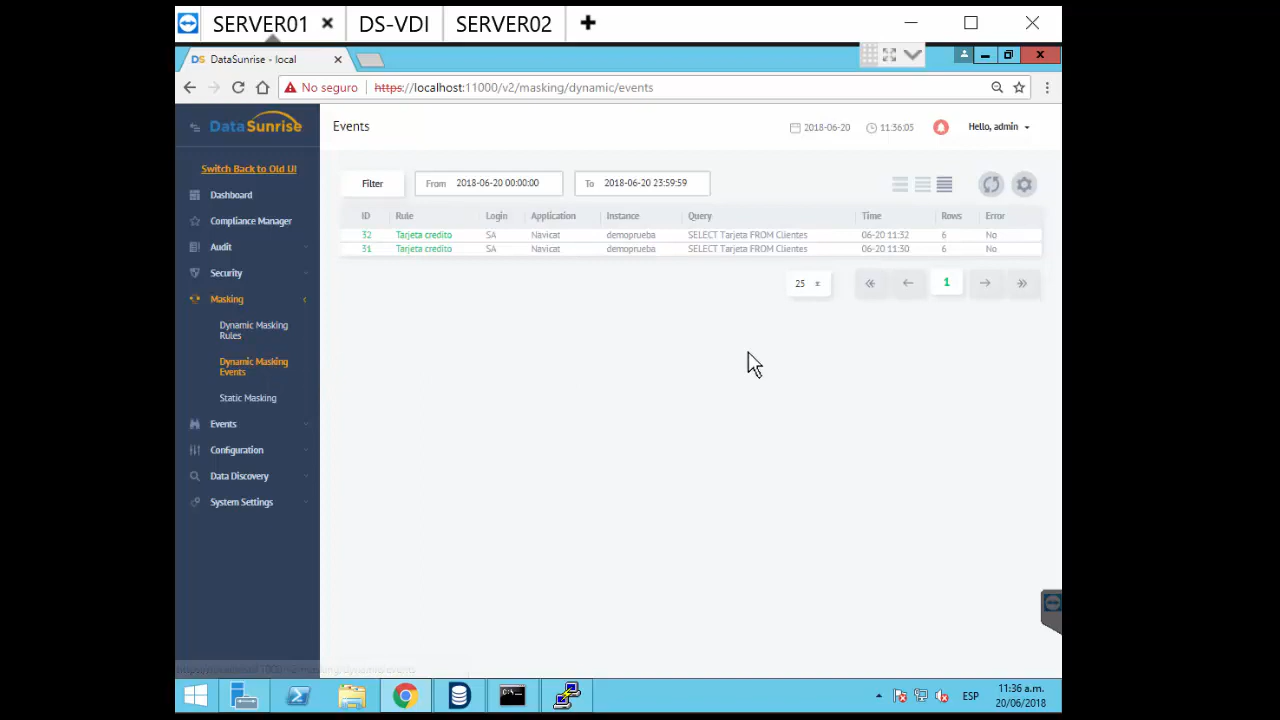 SERVER01 DS-VDI SERVER02
DataSunrise - local
No seguro https://localhost:11000/v2/masking/dynamic/events
DataSunrise
Events
2018-06-20 11:36:05 Hello, admin
Switch Back to Old UI
Dashboard
Compliance Manager
Audit
Security
Masking
Dynamic Masking
Rules
Dynamic Masking
Events
Static Masking
Events
Configuration
Data Discovery
System Settings
Filter From 2018-06-20 00:00:00 To 2018-06-20 23:59:59
ID Rule Login Application Instance Query Time Rows Error
32 Tarjeta credito SA Navicat demoprueba SELECT Tarjeta FROM Clientes 06-20 11:32 6 No
31 Tarjeta credito SA Navicat demoprueba SELECT Tarjeta FROM Clientes 06-20 11:30 6 No
25 1
ESP
11:36 a.m.
20/06/2018